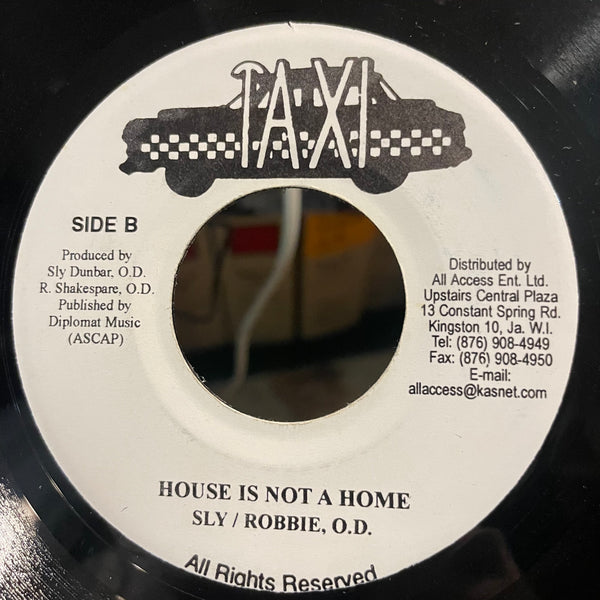 TAXI
SIDE B
Produced by
Sly Dunbar, O.D.
R. Shakespare, O.D.
Published by
Diplomat Music
(ASCAP)
Distributed by
All Access Ent. Ltd.
Upstairs Central Plaza
13 Constant Spring Rd.
Kingston 10, Ja. W.I.
Tel: (876) 908-4949
Fax: (876) 908-4950
E-mail:
allaccess@kasnet.com
HOUSE IS NOT A HOME
SLY / ROBBIE, O.D.
All Rights Reserved